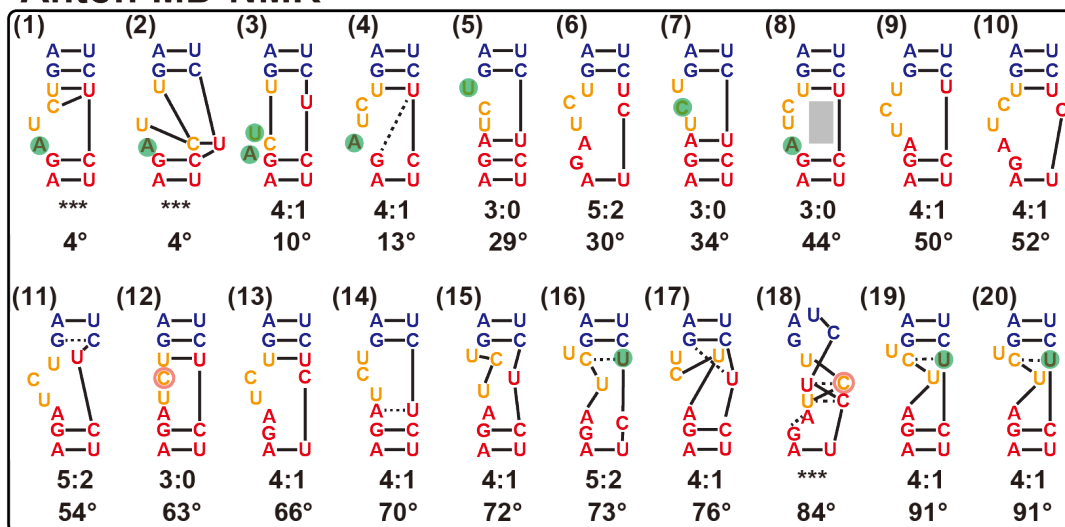 Anton MD NMR
(1)
A U
G C
U U
C
U
A
G C
A U
***
4°
(2)
A U
G C
U
U C U
A
G C
A U
***
4°
(3)
A U
G C
U U
U C
A
G C
A U
4:1
10°
(4)
A U
G C
U U
C
U
A
G C
A U
4:1
13°
(5)
A U
G C
U
C
U U
A U
G C
A U
3:0
29°
(6)
A U
G C
U U
C C
U
A
G
A U
5:2
30°
(7)
A U
G C
U
C
U U
A U
G C
A U
3:0
34°
(8)
A U
G C
U U
C
U
A
G C
A U
3:0
44°
(9)
A U
G C
U U
C
U
A
G C
A U
4:1
50°
(10)
A U
G C
U U
C C
U
A
G
A U
4:1
52°
(11)
A U
G C
U U
C
U
A
G C
A U
5:2
54°
(12)
A U
G C
U U
C
U
A
G C
A U
3:0
63°
(13)
A U
G C
U U
C C
U
A
G
A U
4:1
66°
(14)
A U
G C
U
C
U
A U
G C
A U
4:1
70°
(15)
A U
G C
U C
U U
A
G C
A U
4:1
72°
(16)
A U
G C
U C U
U
A
G C
A U
5:2
73°
(17)
A U
G C
U U
C U
A
G C
A U
4:1
76°
(18)
A U C
G
U
U C
U C
A
G
A U
***
84°
(19)
A U
G C
U C U
U
A
G C
A U
4:1
91°
(20)
A U
G C
U C U
U
A
G C
A U
4:1
91°